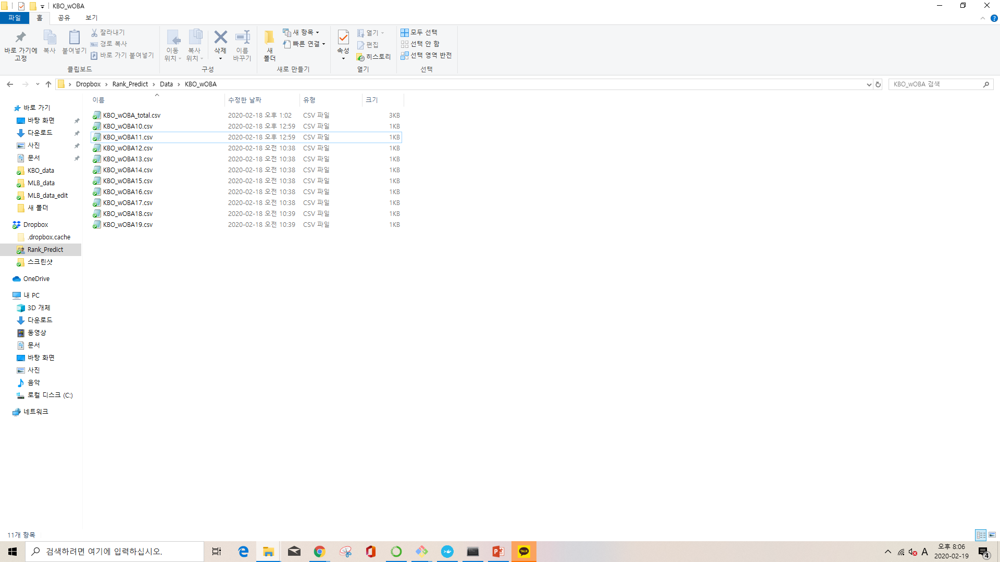 KBO_wOBA
파일 홈 공유 보기
바로 가기에 고정
복사
붙여넣기
잘라내기
경로 복사
바로 가기 붙여넣기
클립보드
이동 위치
복사 위치
삭제
이름 바꾸기
구성
새 폴더
새 항목
빠른 연결
새로 만들기
속성
열기
편집
히스토리
열기
모두 선택
선택 안 함
선택 영역 반전
선택
Dropbox Rank_Predict Data KBO_wOBA
KBO_wOBA 검색
이름 수정한 날짜 유형 크기
KBO_wOBA_total.csv 2020-02-18 오후 1:02 CSV 파일 3KB
KBO_wOBA10.csv 2020-02-18 오후 12:59 CSV 파일 1KB
KBO_wOBA11.csv 2020-02-18 오후 12:59 CSV 파일 1KB
KBO_wOBA12.csv 2020-02-18 오전 10:38 CSV 파일 1KB
KBO_wOBA13.csv 2020-02-18 오전 10:38 CSV 파일 1KB
KBO_wOBA14.csv 2020-02-18 오전 10:38 CSV 파일 1KB
KBO_wOBA15.csv 2020-02-18 오전 10:38 CSV 파일 1KB
KBO_wOBA16.csv 2020-02-18 오전 10:38 CSV 파일 1KB
KBO_wOBA17.csv 2020-02-18 오전 10:38 CSV 파일 1KB
KBO_wOBA18.csv 2020-02-18 오전 10:39 CSV 파일 1KB
KBO_wOBA19.csv 2020-02-18 오전 10:39 CSV 파일 1KB
바로 가기
바탕 화면
다운로드
사진
문서
KBO_data
MLB_data
MLB_data_edit
새 폴더
Dropbox
.dropbox.cache
Rank_Predict
스크린샷
OneDrive
내 PC
3D 개체
다운로드
동영상
문서
바탕 화면
사진
음악
로컬 디스크 (C:)
네트워크
11개 항목
검색하려면 여기에 입력하십시오.
TALK
A
오후 8:06
2020-02-19
4